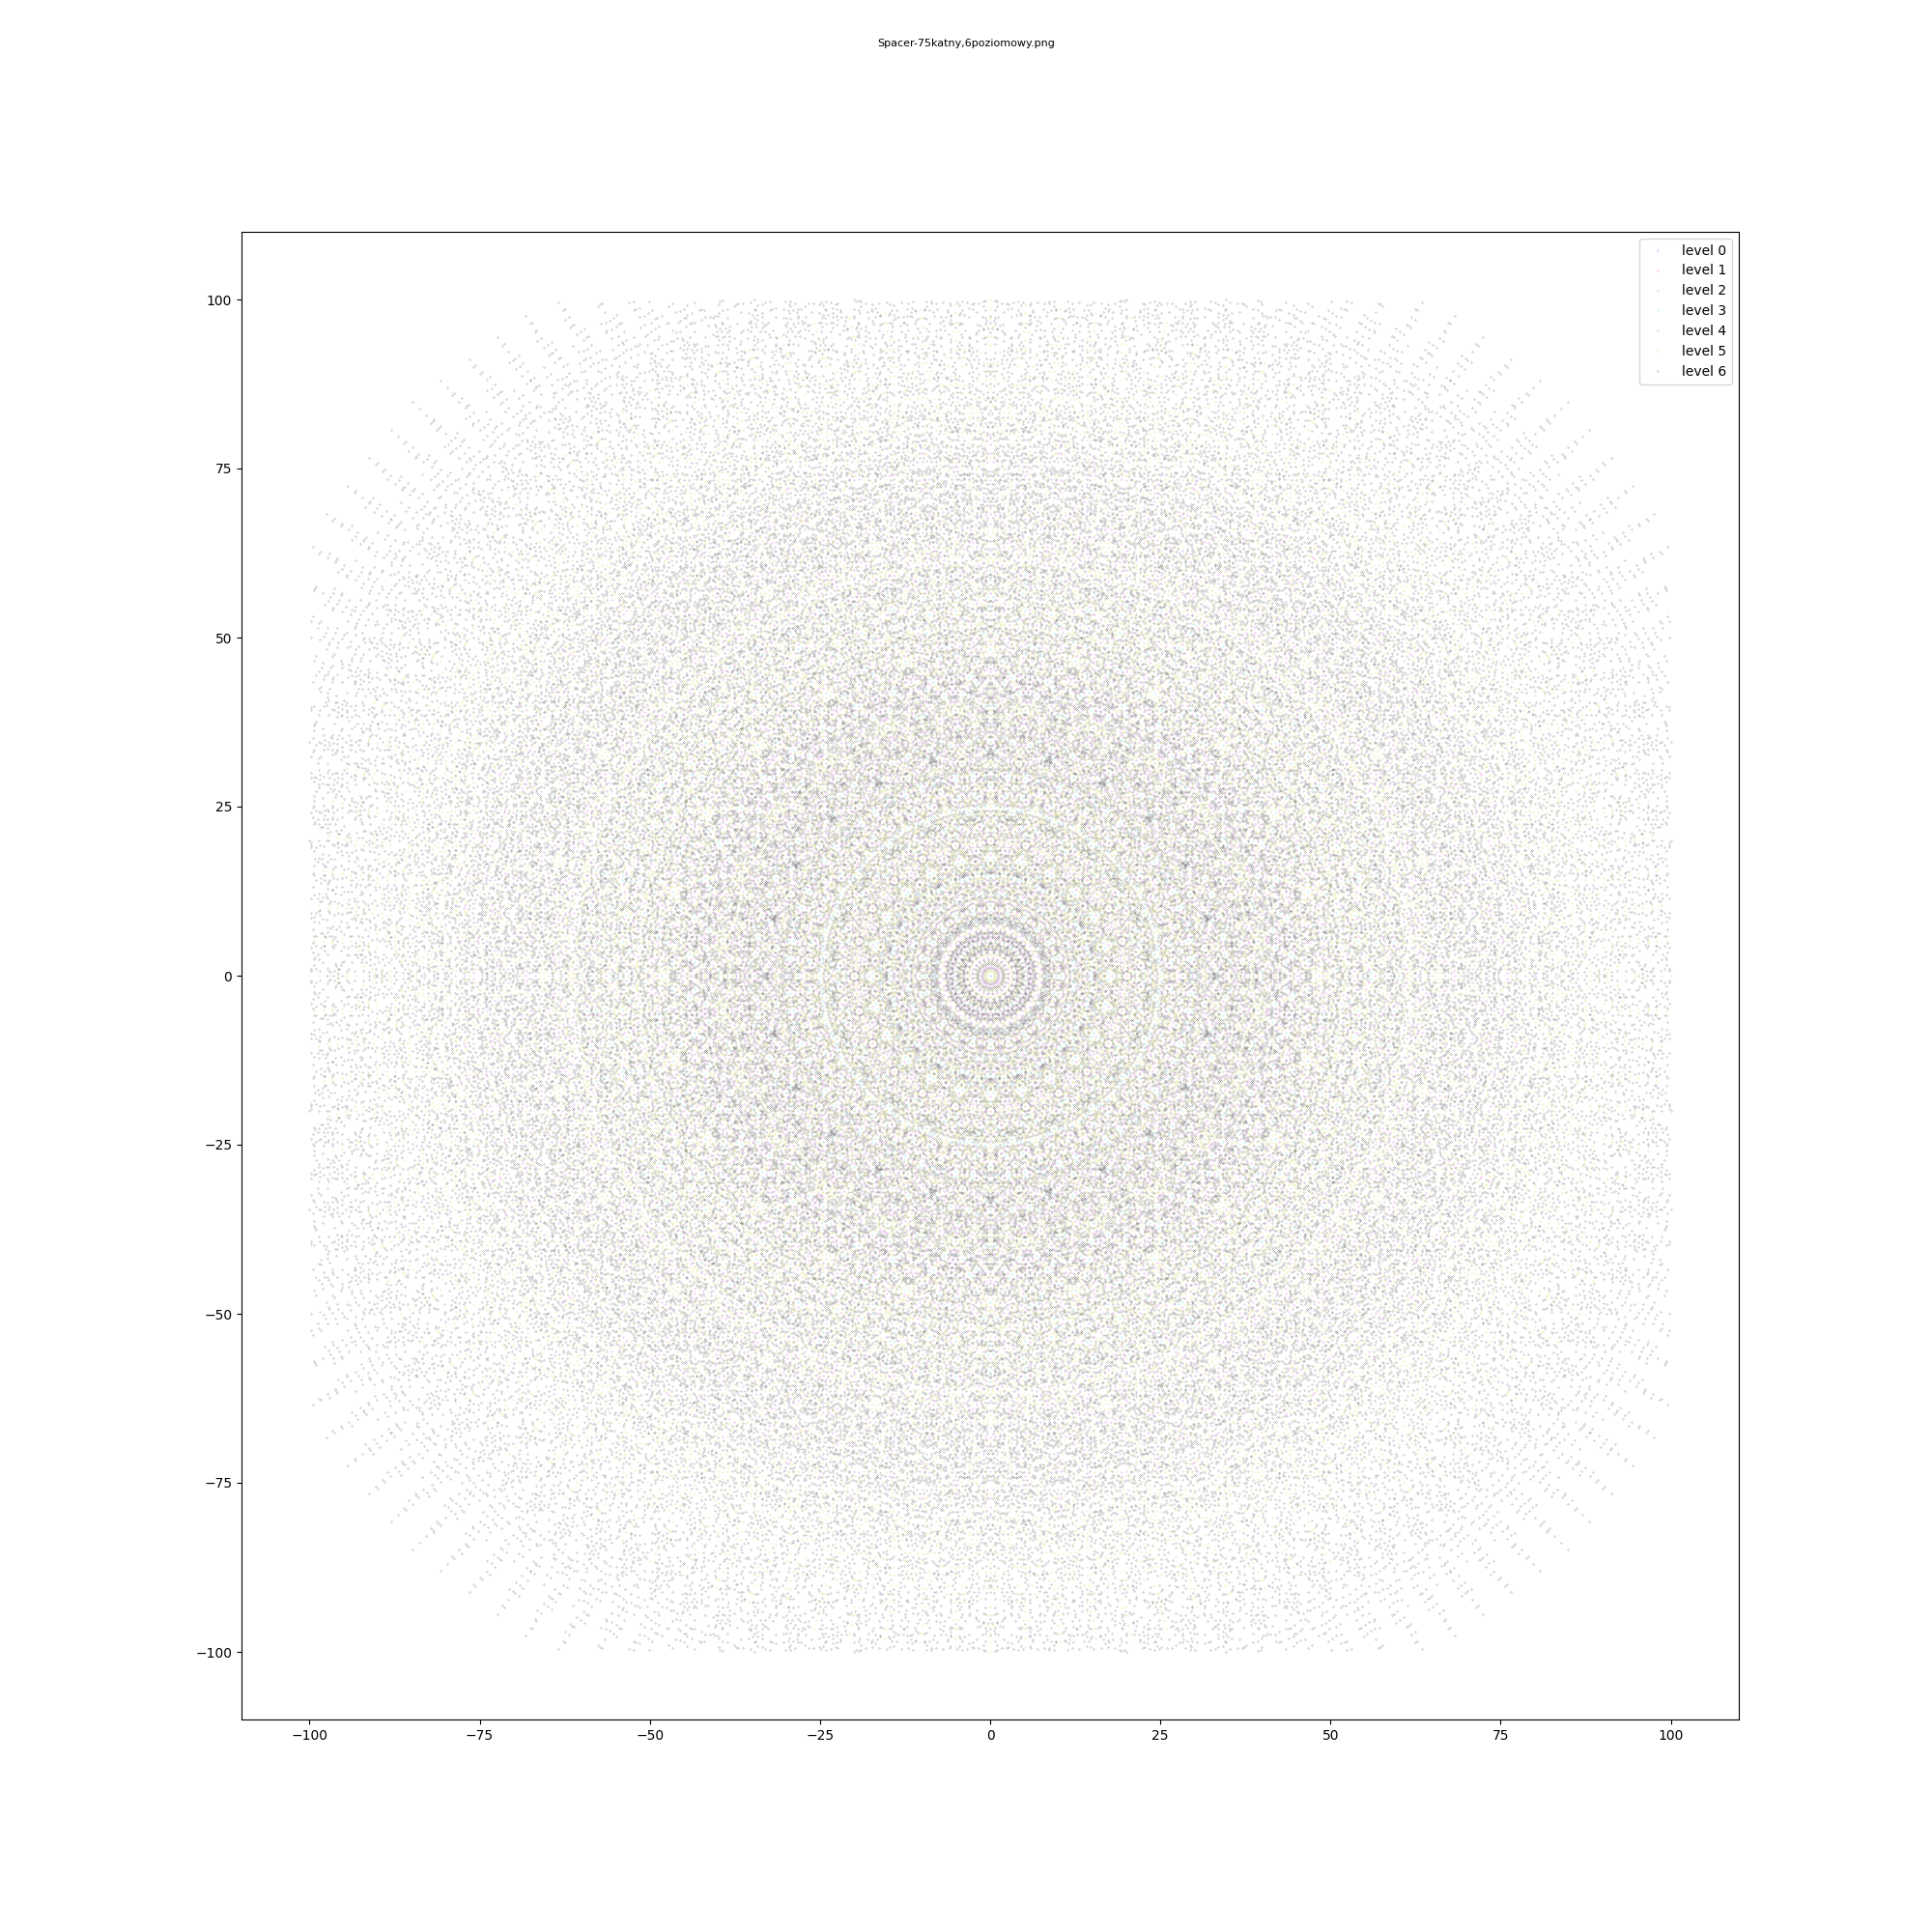 Spacer-75katny,6poziomowy.png
level 0
level 1
level 2
level 3
level 4
level 5
level 6
100
75
50
25
0
−25
−50
−75
−100
−100 −75 −50 −25 0 25 50 75 100